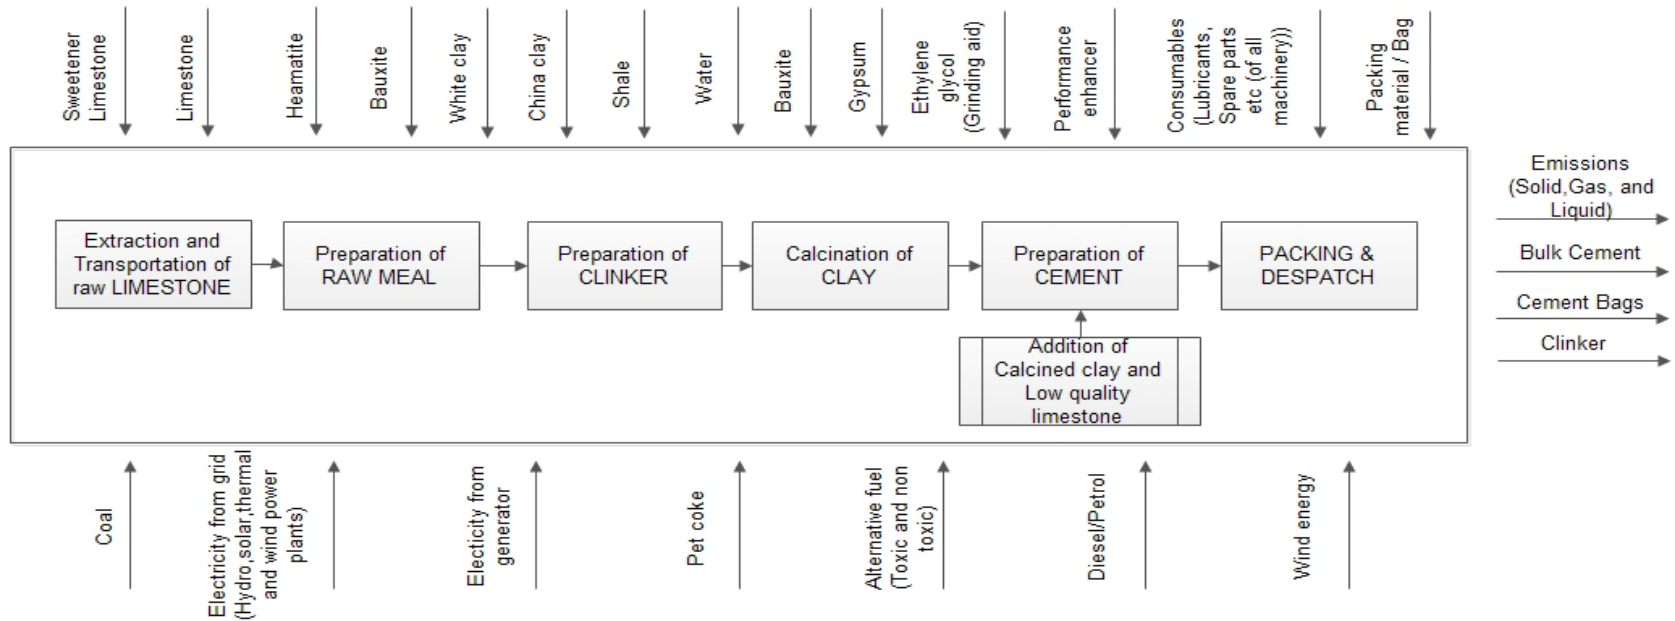 Sweetener
Limestone
Limestone
Heamatite
Bauxite
White clay
China clay
Shale
Water
Bauxite
Gypsum
Ethylene
glycol
(Grinding aid)
Performance
enhancer
Consumables
(Lubricants,
Spare parts
etc (of all
machinery))
Packing
material / Bag
Extraction and
Transportation of
raw LIMESTONE
Preparation of
RAW MEAL
Preparation of
CLINKER
Calcination of
CLAY
Preparation of
CEMENT
PACKING &
DESPATCH
Addition of
Calcined clay and
Low quality
limestone
Emissions
(Solid,Gas, and
Liquid)
Bulk Cement
Cement Bags
Clinker
Coal
Electricity from grid
(Hydro,solar,thermal
and wind power
plants)
Electicity from
generator
Pet coke
Alternative fuel
(Toxic and non
toxic)
Diesel/Petrol
Wind energy